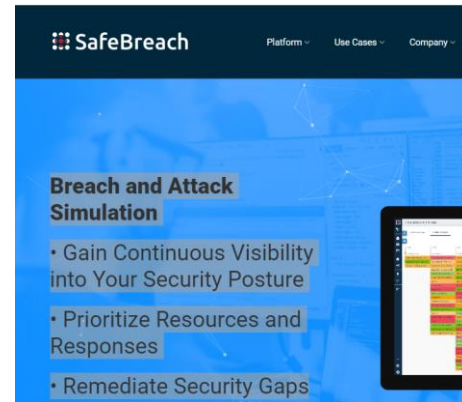 SafeBreach
Platform Use Cases Company
Breach and Attack
Simulation
• Gain Continuous Visibility
into Your Security Posture
• Prioritize Resources and
Responses
• Remediate Security Gaps